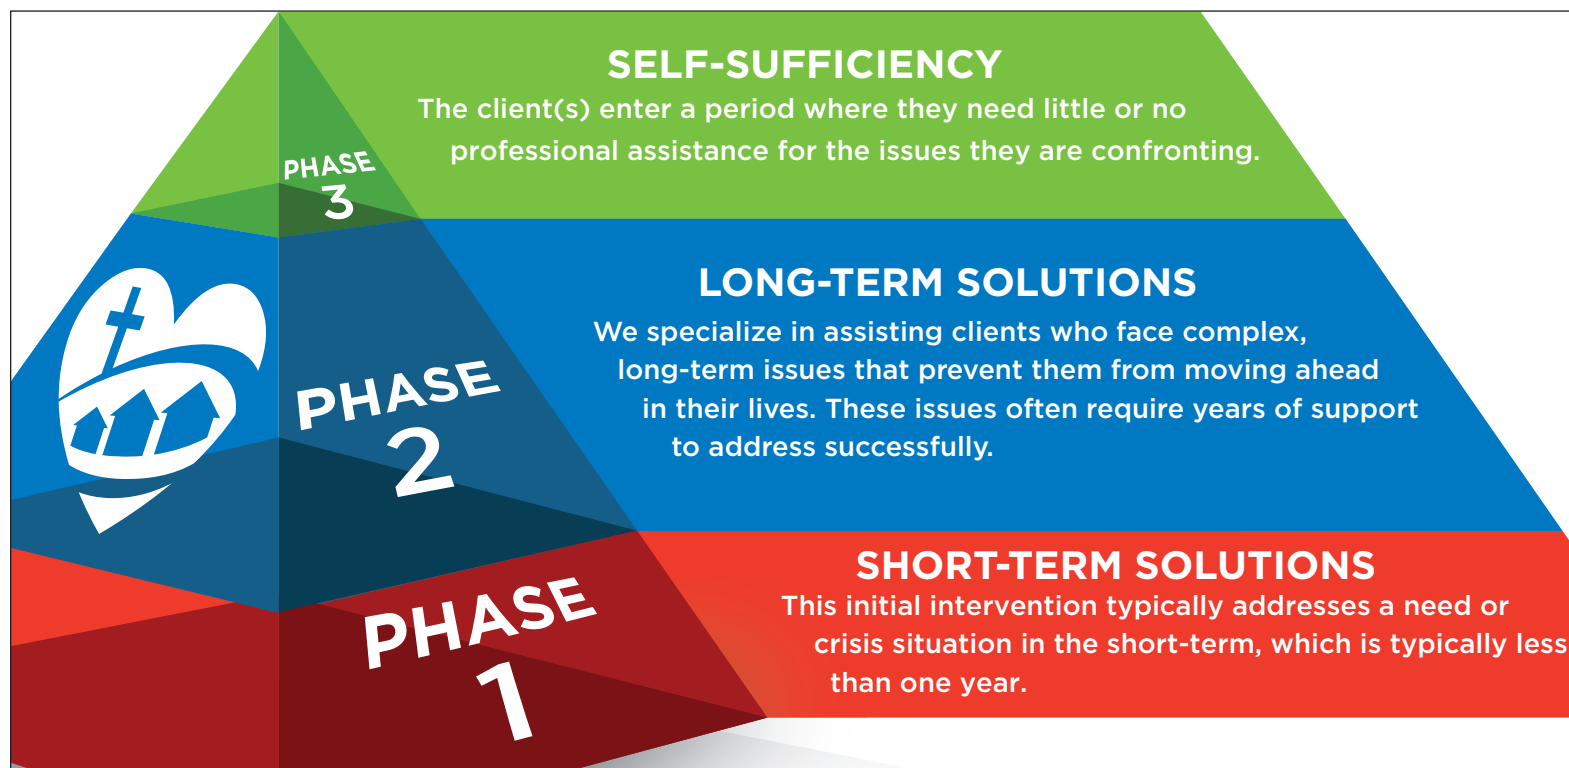 SELF-SUFFICIENCY
The client(s) enter a period where they need little or no
professional assistance for the issues they are confronting.
PHASE
3
LONG-TERM SOLUTIONS
We specialize in assisting clients who face complex,
long-term issues that prevent them from moving ahead
in their lives. These issues often require years of support
to address successfully.
PHASE
2
SHORT-TERM SOLUTIONS
This initial intervention typically addresses a need or
crisis situation in the short-term, which is typically less
than one year.
PHASE
1